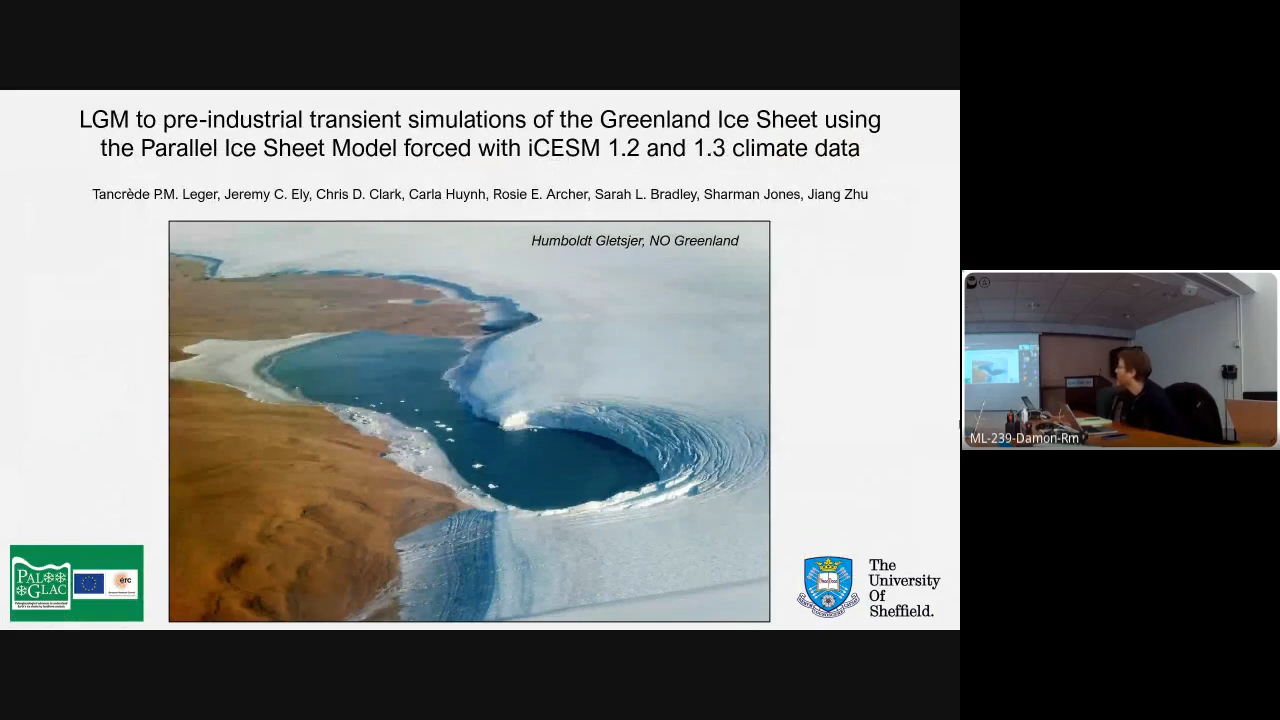 LGM to pre-industrial transient simulations of the Greenland Ice Sheet using
the Parallel Ice Sheet Model forced with iCESM 1.2 and 1.3 climate data
Tancrède P.M. Leger, Jeremy C. Ely, Chris D. Clark, Carla Huynh, Rosie E. Archer, Sarah L. Bradley, Sharman Jones, Jiang Zhu
Humboldt Gletsjer, NO Greenland
PAL
GLAC
erc
The
University
Of
Sheffield.
ML-239-Damon-Rm